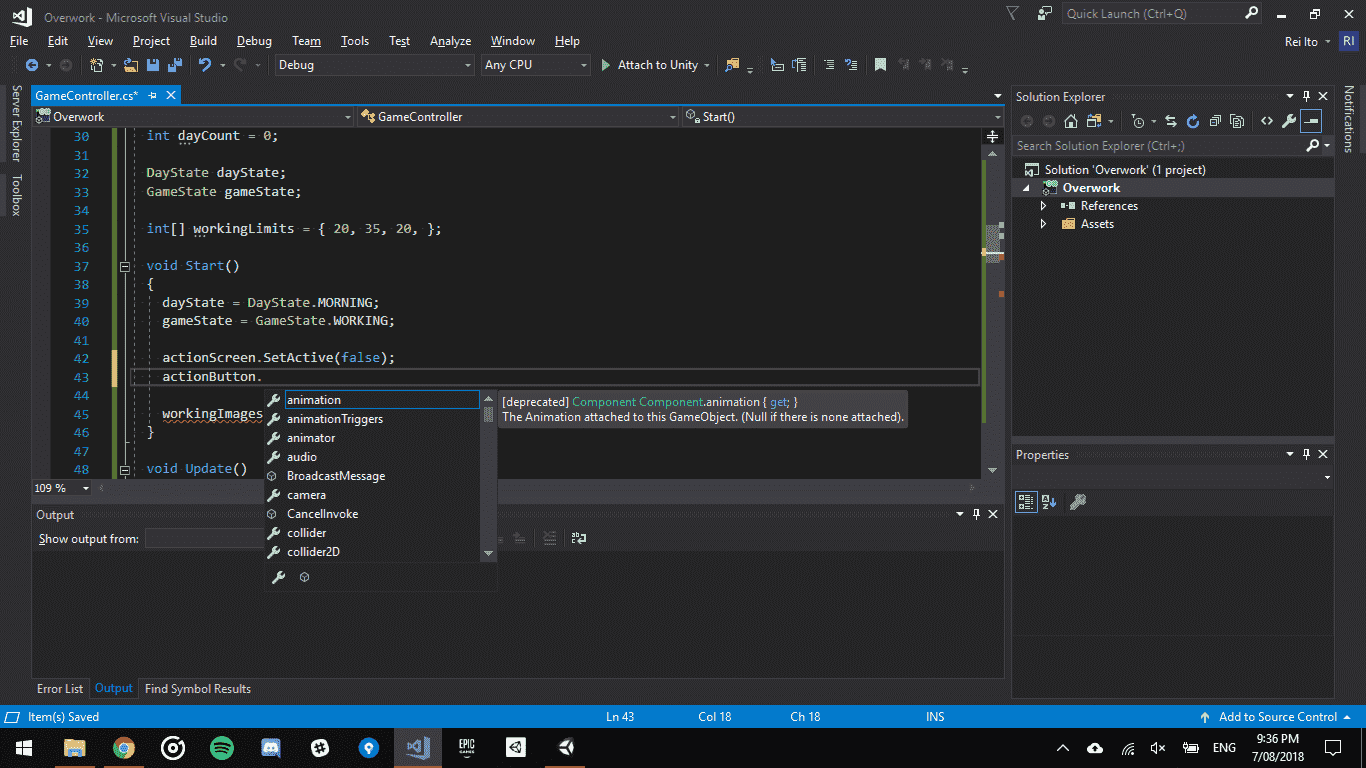 Overwork - Microsoft Visual Studio
Quick Launch (Ctrl+Q)
File Edit View Project Build Debug Team Tools Test Analyze Window Help
Rei Ito RI
Debug Any CPU Attach to Unity
Server Explorer
Toolbox
GameController.cs*
Overwork GameController Start()
30 int dayCount = 0;
31
32 DayState dayState;
33 GameState gameState;
34
35 int[] workingLimits = { 20, 35, 20, };
36
37 void Start()
38 {
39 dayState = DayState.MORNING;
40 gameState = GameState.WORKING;
41
42 actionScreen.SetActive(false);
43 actionButton.
44
45 workingImages
46 }
47
48 void Update()
animation
animationTriggers
animator
audio
BroadcastMessage
camera
CancelInvoke
collider
collider2D
[deprecated] Component Component.animation { get; }
The Animation attached to this GameObject. (Null if there is none attached).
109 %
Output
Show output from:
Error List Output Find Symbol Results
Solution Explorer
Search Solution Explorer (Ctrl+;)
Solution 'Overwork' (1 project)
Overwork
References
Assets
Properties
Notifications
Item(s) Saved Ln 43 Col 18 Ch 18 INS Add to Source Control
EPIC GAMES
ENG
9:36 PM
7/08/2018